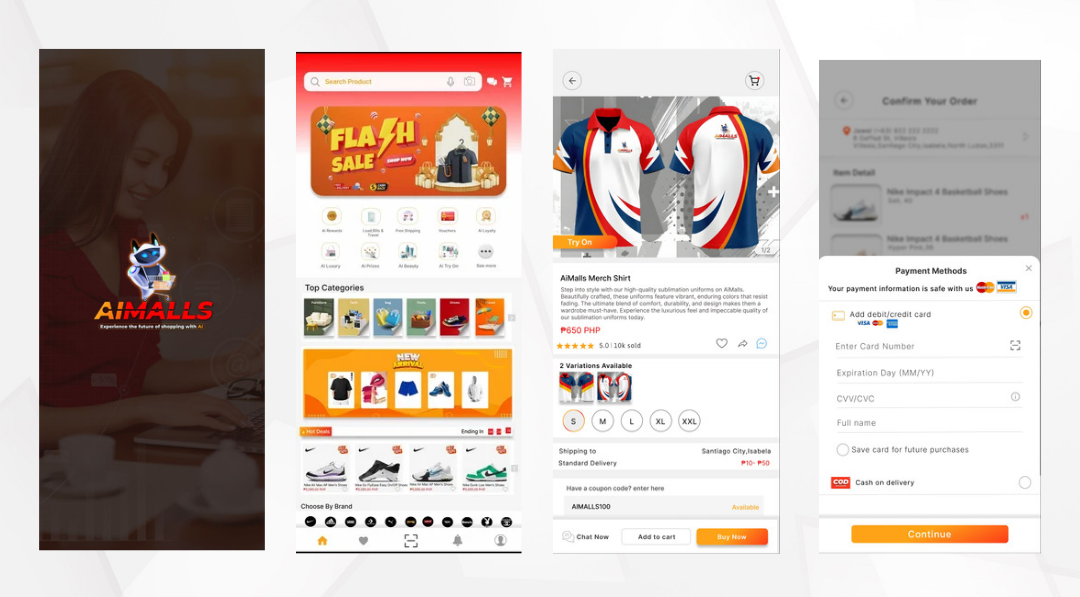 AIMALLS
Experience the future of shopping with Ai
Search Product
FLASH
SALE
SHOP NOW
Ai Rewards
Load, Bills & Travel
Free Shipping
Vouchers
Ai Loyalty
Ai Luxury
Ai Prizes
Ai Beauty
Ai Try-On
See more
Top Categories
NEW
ARRIVAL
Hot Deals
Ending in
Choose By Brand
AIMALLS
Try On
1/2
AiMalls Merch Shirt
Step into style with our high-quality sublimation uniforms on AiMalls.
Beautifully crafted, these uniforms feature vibrant, enduring colors that resist
fading. The ultimate blend of comfort, durability, and design makes them a
wardrobe must-have. Experience the luxurious feel and impeccable quality of
our sublimation uniforms today.
₱650 PHP
5.0 | 10k sold
2 Variations Available
S M L XL XXL
Shipping to Santiago City,Isabela
Standard Delivery ₱10- ₱50
Have a coupon code? enter here
AIMALLS100 Available
Chat Now Add to cart Buy Now
Confirm Your Order
Item Detail
Nike Impact 4 Basketball Shoes
Nike Impact 4 Basketball Shoes
Payment Methods
Your payment information is safe with us VISA
Add debit/credit card
VISA
Enter Card Number
Expiration Day (MM/YY)
CVV/CVC
Full name
Save card for future purchases
COD Cash on delivery
Continue